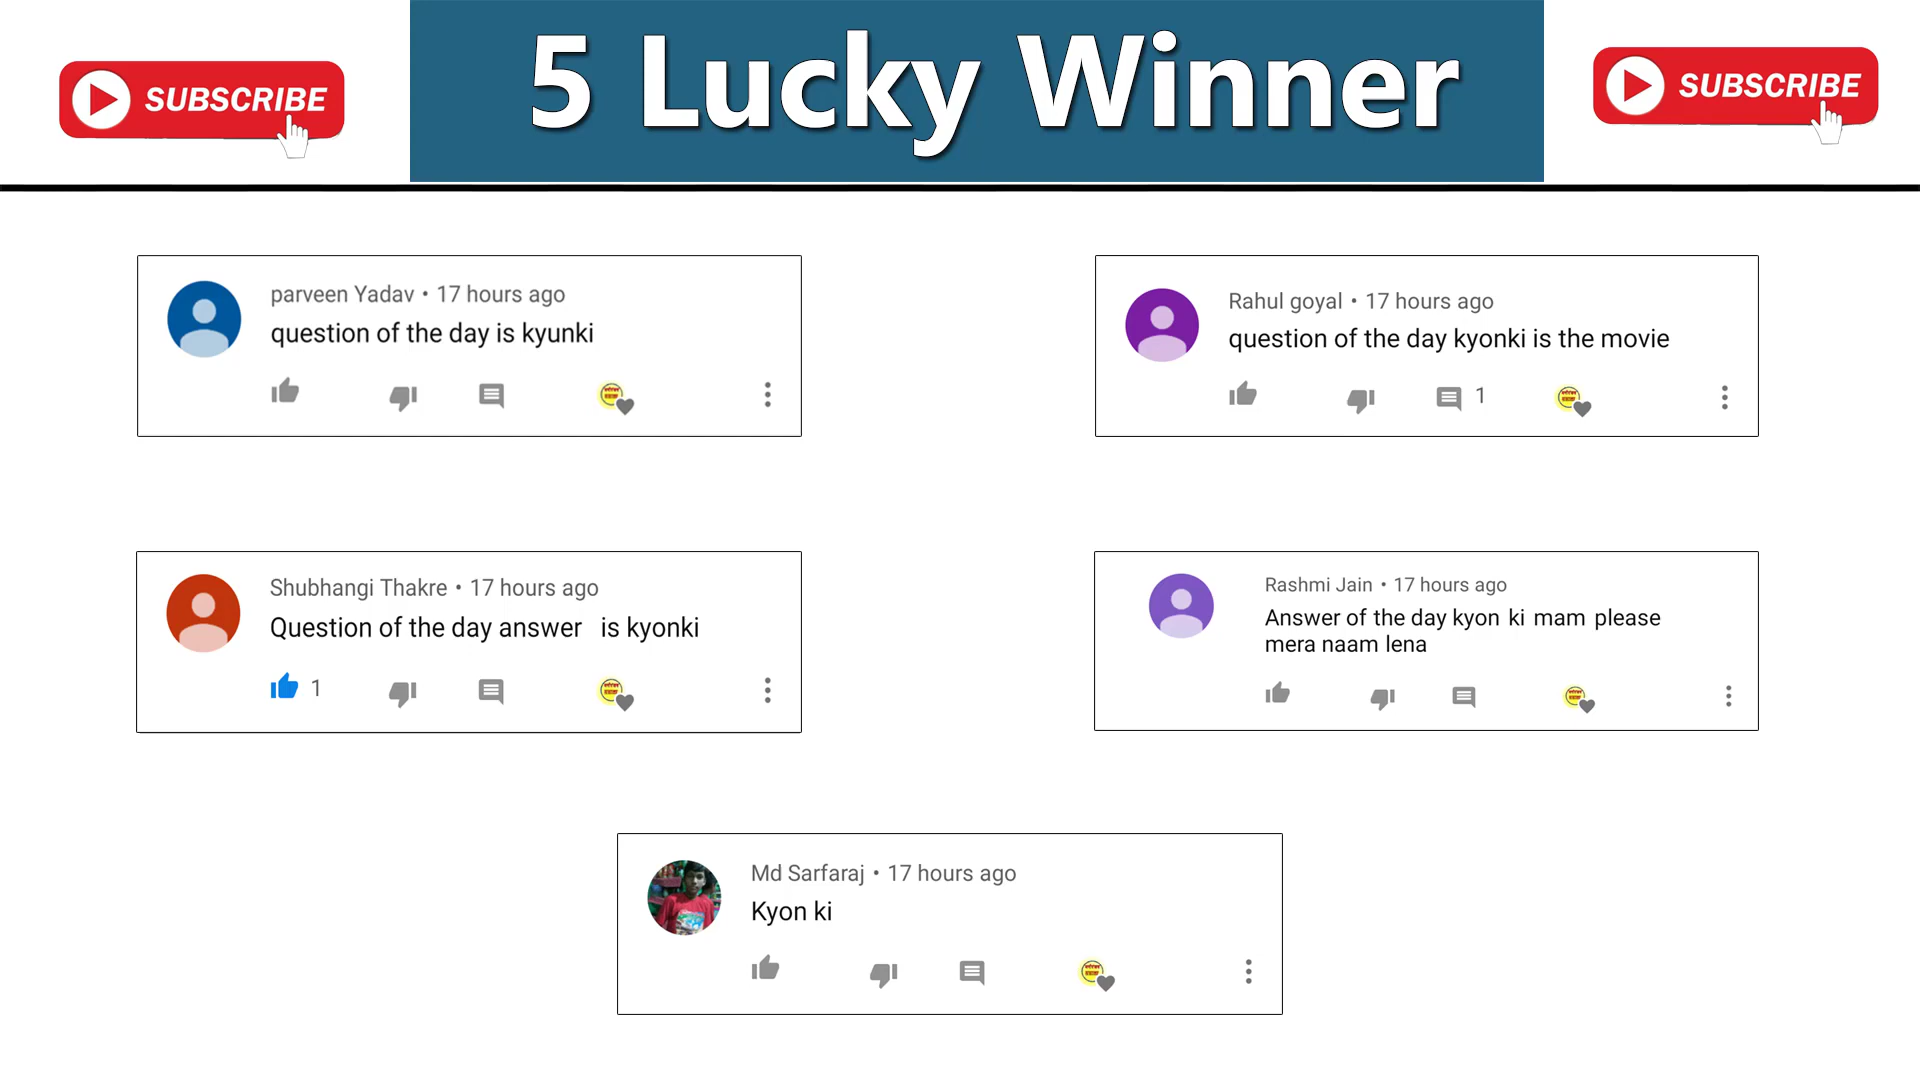 5 Lucky Winner
SUBSCRIBE
SUBSCRIBE
parveen Yadav • 17 hours ago
question of the day is kyunki
Rahul goyal • 17 hours ago
question of the day kyonki is the movie
1
Shubhangi Thakre • 17 hours ago
Question of the day answer is kyonki
1
Rashmi Jain • 17 hours ago
Answer of the day kyon ki mam please
mera naam lena
Md Sarfaraj • 17 hours ago
Kyon ki